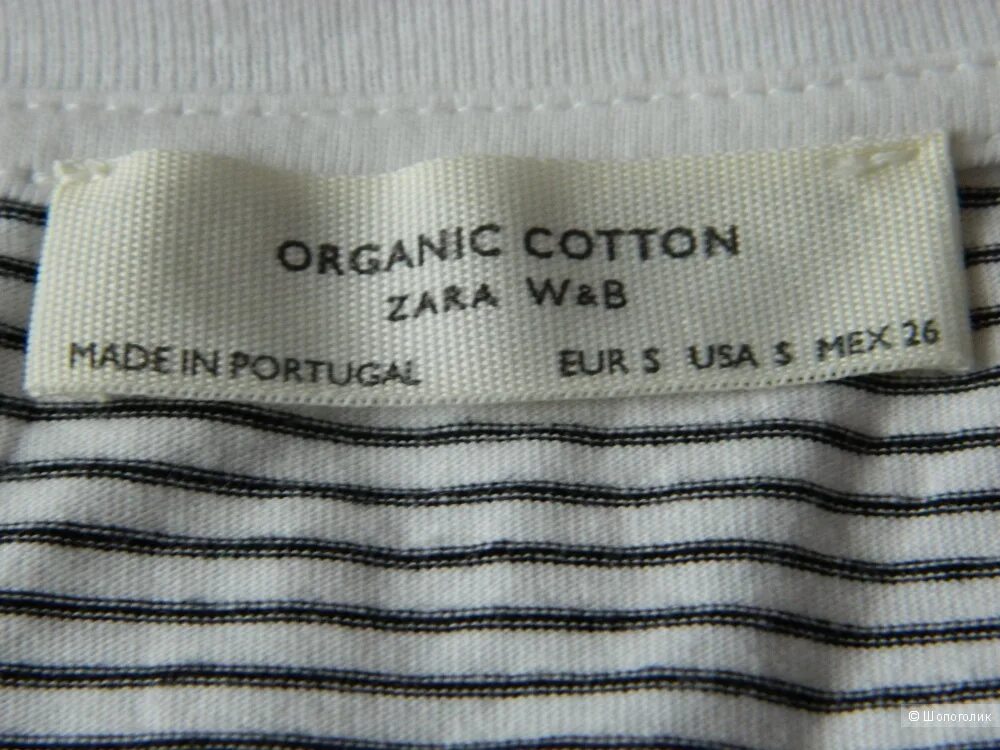 ORGANIC COTTON
ZARA W&B
MADE IN PORTUGAL EUR S USA S MEX 26
© Шопоголик